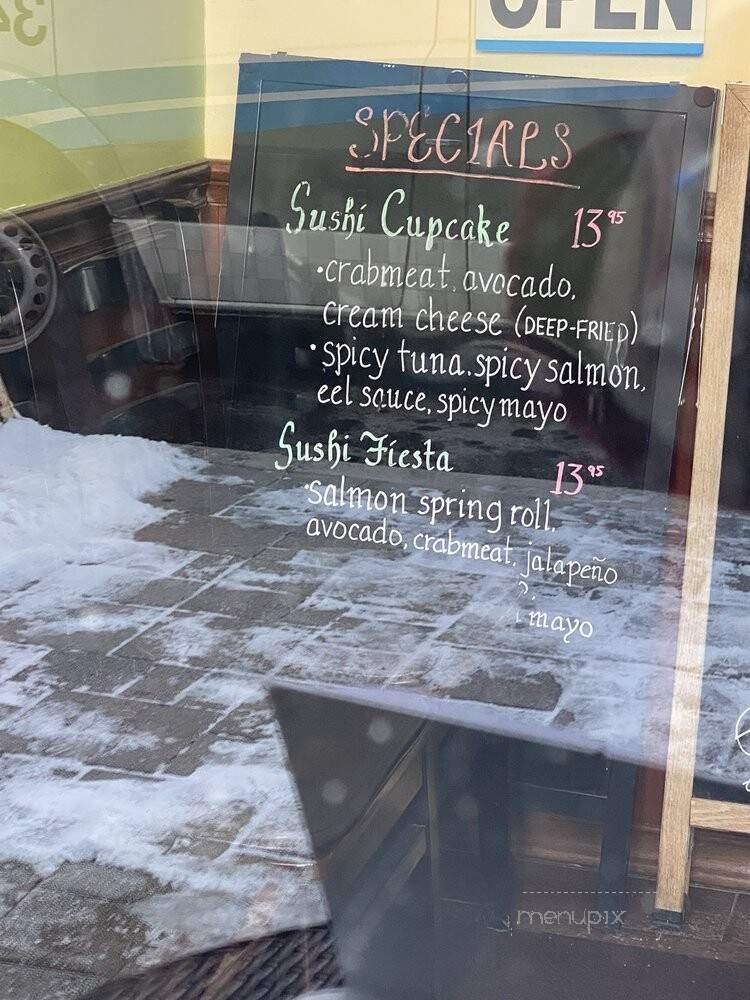 34
OPEN
SPECIALS
Sushi Cupcake 13.95
•crabmeat, avocado,
cream cheese (DEEP-FRIED)
•spicy tuna, spicy salmon,
eel sauce, spicy mayo
Sushi Fiesta 13.95
•Salmon spring roll,
avocado, crabmeat, jalapeño
mayo
menupix